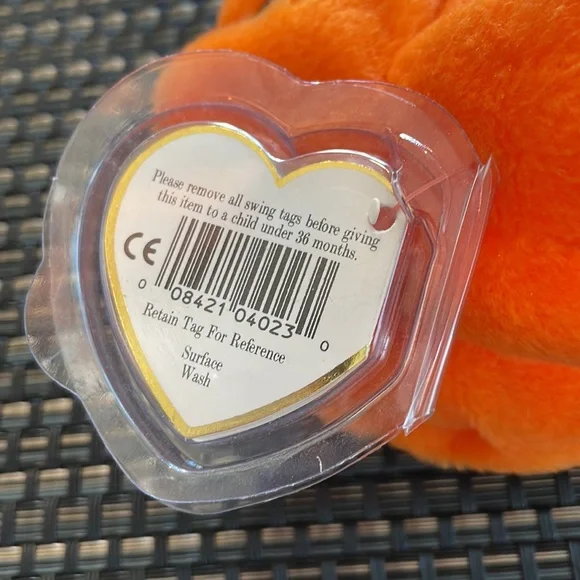 Please remove all swing tags before giving
this item to a child under 36 months.
CE
0 08421 04023 0
Retain Tag For Reference
Surface
Wash